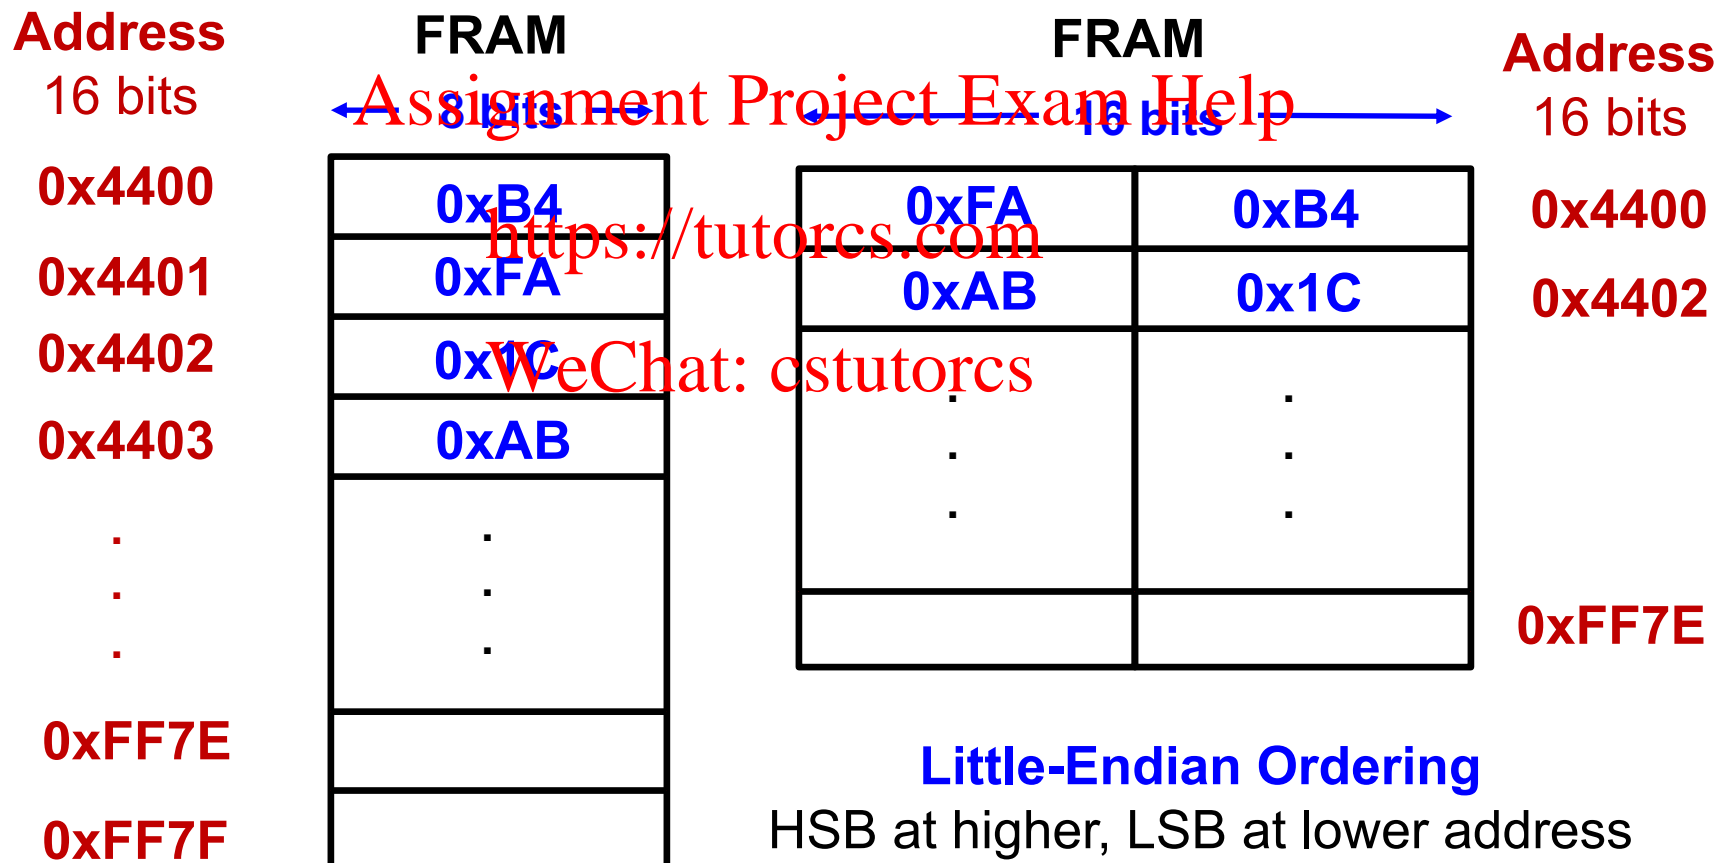 Address FRAM FRAM Address
16 bits 8 bits 16 bits 16 bits
Assignment Project Exam Help
0x4400 0xB4 0xFA 0xB4 0x4400
https://tutorcs.com
0x4401 0xFA 0xAB 0x1C 0x4402
0x4402 0x1C
WeChat: cstutorcs
0x4403 0xAB
. . . .
. . . .
. . . .
0xFF7E
0xFF7E
Little-Endian Ordering
0xFF7F
HSB at higher, LSB at lower address